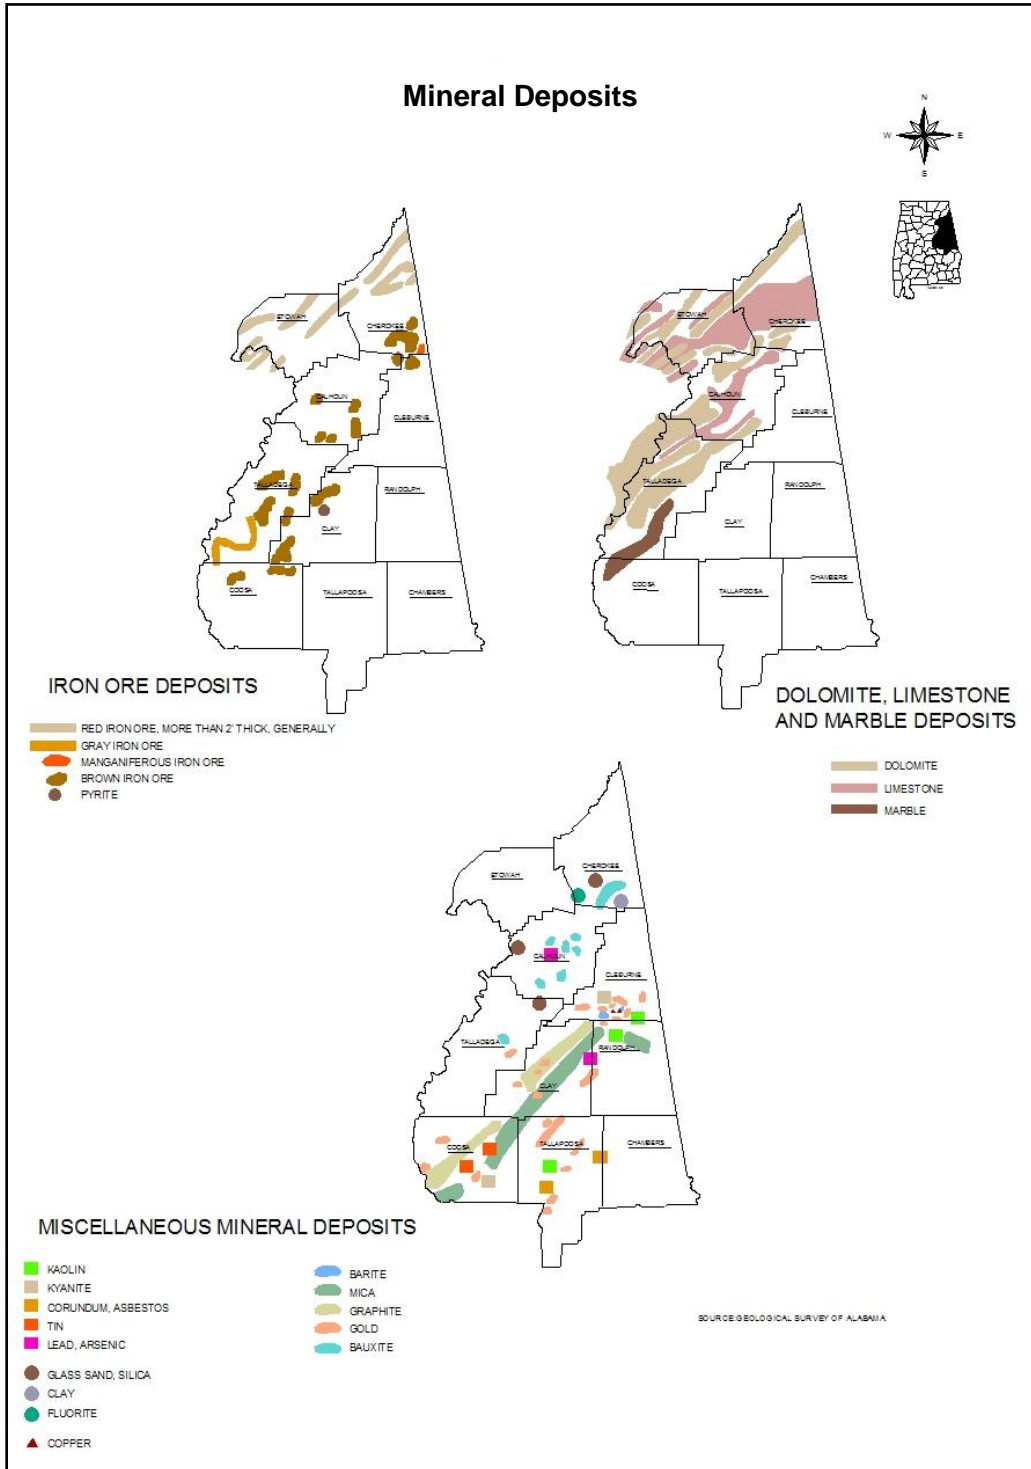 Mineral Deposits
N
W E
S
ETOWAH
CHEROKEE
CALHOUN
CLEBURNE
TALLADEGA
RANDOLPH
CLAY
COOSA
TALLAPOOSA
CHAMBERS
IRON ORE DEPOSITS
RED IRON ORE, MORE THAN 2' THICK, GENERALLY
GRAY IRON ORE
MANGANIFEROUS IRON ORE
BROWN IRON ORE
PYRITE
ETOWAH
CHEROKEE
CALHOUN
CLEBURNE
TALLADEGA
RANDOLPH
CLAY
COOSA
TALLAPOOSA
CHAMBERS
DOLOMITE, LIMESTONE
AND MARBLE DEPOSITS
DOLOMITE
LIMESTONE
MARBLE
CHEROKEE
ETOWAH
CALHOUN
CLEBURNE
TALLADEGA
RANDOLPH
CLAY
COOSA
TALLAPOOSA
CHAMBERS
MISCELLANEOUS MINERAL DEPOSITS
KAOLIN
KYANITE
CORUNDUM, ASBESTOS
TIN
LEAD, ARSENIC
GLASS SAND, SILICA
CLAY
FLUORITE
COPPER
BARITE
MICA
GRAPHITE
GOLD
BAUXITE
SOURCE:GEOLOGICAL SURVEY OF ALABAMA